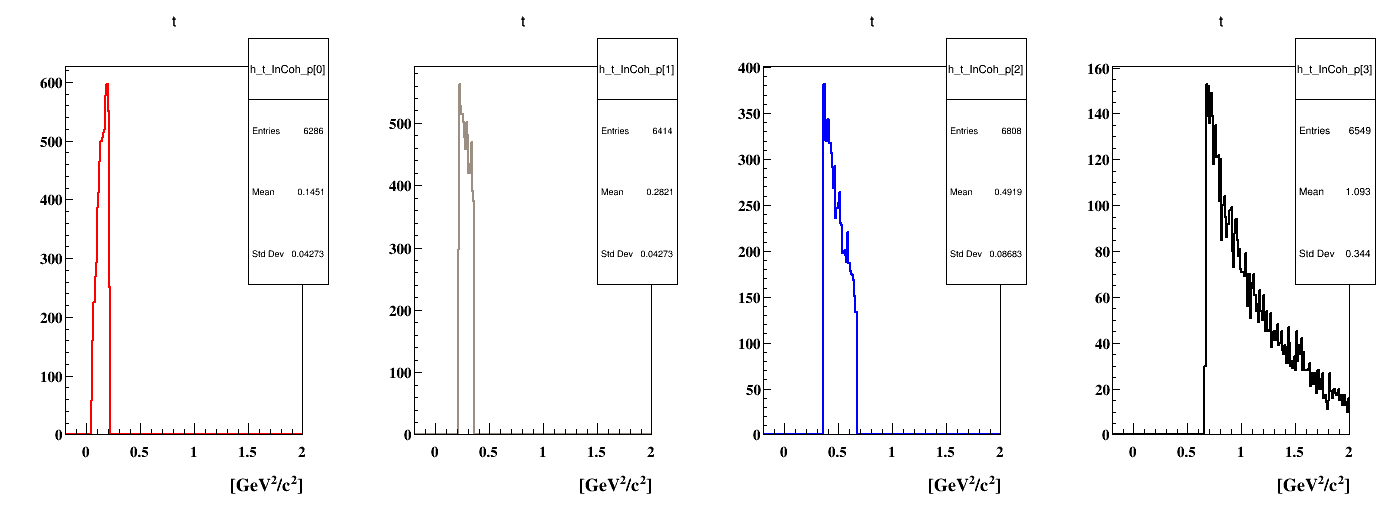 t
h_t_InCoh_p[0]
Entries 6286
Mean 0.1451
Std Dev 0.04273
600
500
400
300
200
100
0
0 0.5 1 1.5 2
[GeV²/c²]
t
h_t_InCoh_p[1]
Entries 6414
Mean 0.2821
Std Dev 0.04273
500
400
300
200
100
0
0 0.5 1 1.5 2
[GeV²/c²]
t
h_t_InCoh_p[2]
Entries 6808
Mean 0.4919
Std Dev 0.08683
400
350
300
250
200
150
100
50
0
0 0.5 1 1.5 2
[GeV²/c²]
t
h_t_InCoh_p[3]
Entries 6549
Mean 1.093
Std Dev 0.344
160
140
120
100
80
60
40
20
0
0 0.5 1 1.5 2
[GeV²/c²]